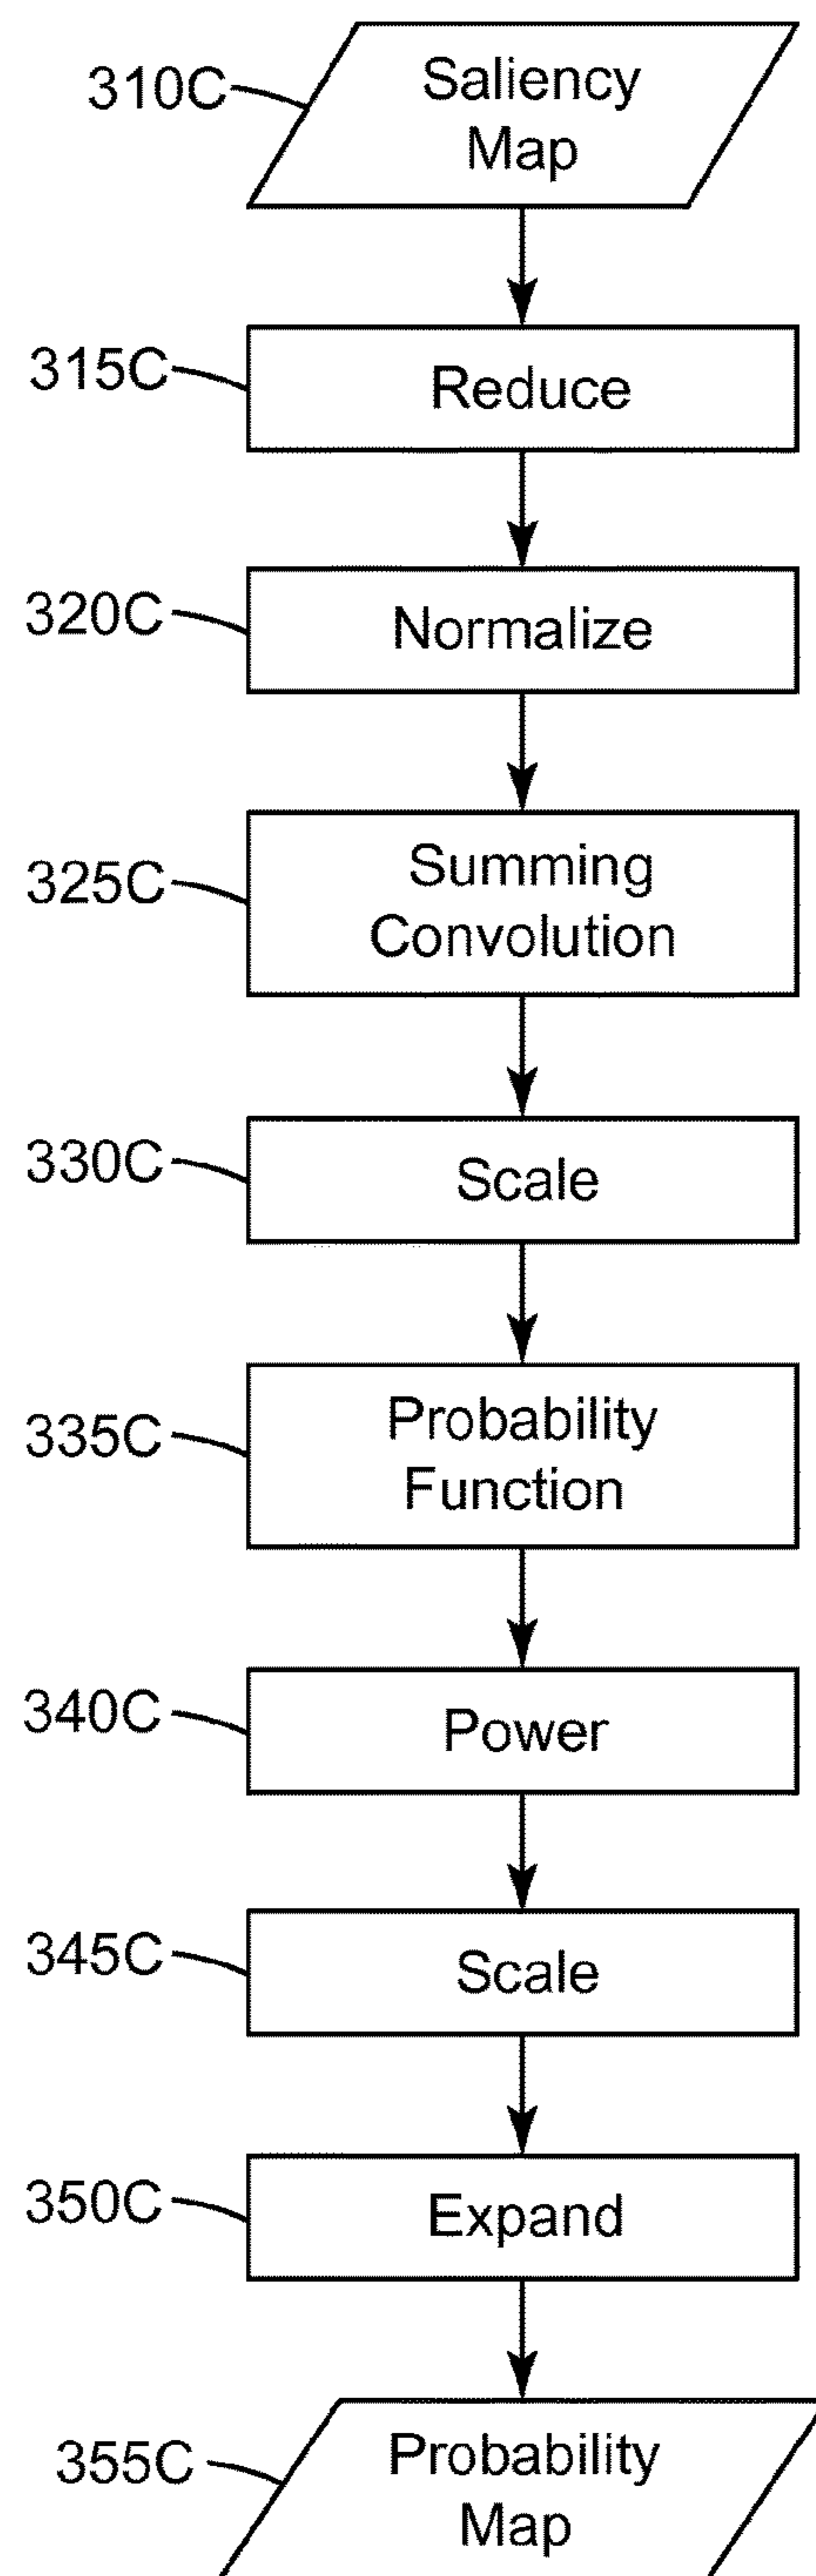 310C
Saliency
Map
315C
Reduce
320C
Normalize
325C
Summing
Convolution
330C
Scale
335C
Probability
Function
340C
Power
345C
Scale
350C
Expand
355C
Probability
Map